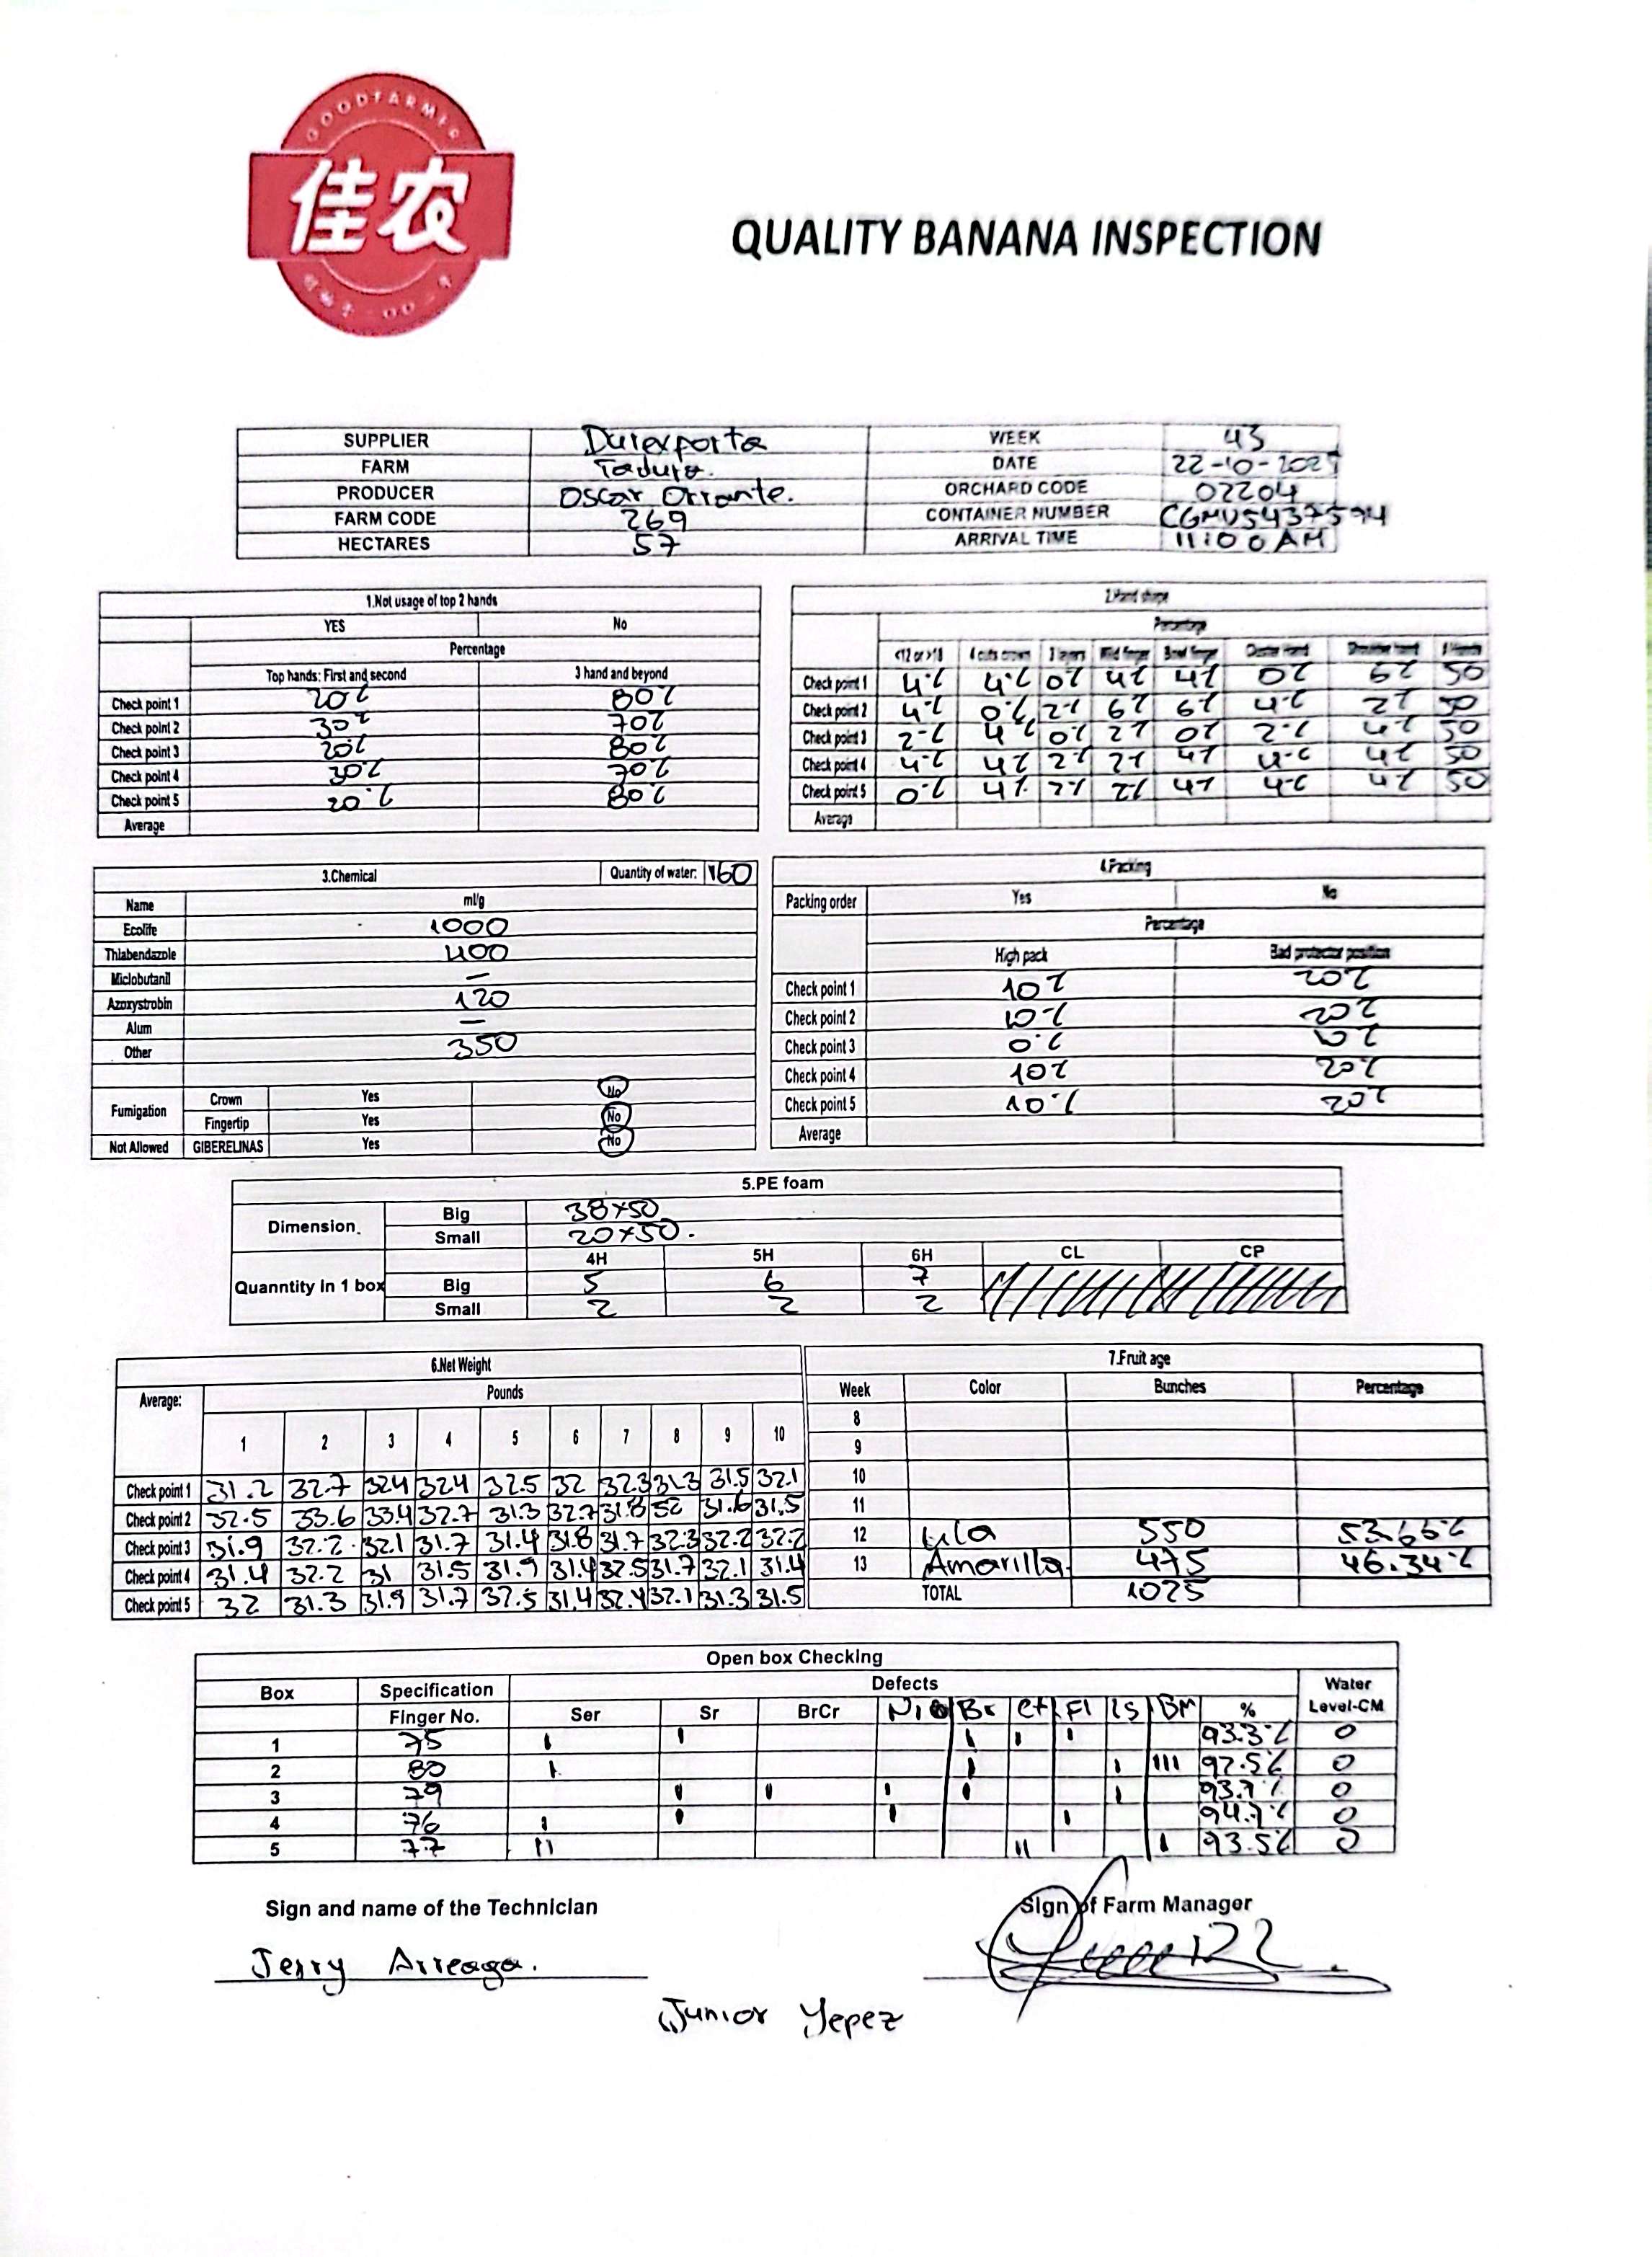 GOODFARMER
佳农
QUALITY BANANA INSPECTION
SUPPLIER Durexporta WEEK 43
FARM DATE 22-10-2025
PRODUCER Oscar Orrante. ORCHARD CODE 02204
FARM CODE 269 CONTAINER NUMBER CGMU5437594
HECTARES 57 ARRIVAL TIME 11:00 AM
1.Not usage of top 2 hands
YES No
Percentage
Top hands: First and second 3 hand and beyond
Check point 1 20% 80%
Check point 2 30% 70%
Check point 3 20% 80%
Check point 4 30% 70%
Check point 5 20% 80%
Average
2.Hand shape
Percentage
<12 or >18 4 cuts crown 3 layers Wild finger Bowl finger Cluster Hand Shoulder hand # Hands
Check point 1 4% 4% 0% 4% 4% 0% 6% 50
Check point 2 4% 0% 2% 6% 6% 4% 2% 50
Check point 3 2% 4% 0% 2% 0% 2% 4% 50
Check point 4 4% 4% 2% 2% 4% 4% 4% 50
Check point 5 0% 4% 2% 2% 4% 4% 4% 50
Average
3.Chemical Quantity of water: 160
Name ml/g
Ecolife 1000
Thiabendazole 400
Miclobutanil —
Azoxystrobin 120
Alum —
Other 350
Fumigation Crown Yes No
Fingertip Yes No
Not Allowed GIBERELINAS Yes No
4.Packing
Packing order Yes No
Percentage
High pack Bad protector position
Check point 1 10% 20%
Check point 2 10% 20%
Check point 3 0% 10%
Check point 4 10% 20%
Check point 5 10% 20%
Average
5.PE foam
Dimension. Big 38x50
Small 20x50.
4H 5H 6H CL CP
Quanntity in 1 box Big 5 6 7
Small 2 2 2
6.Net Weight
Average: Pounds
1 2 3 4 5 6 7 8 9 10
Check point 1 31.2 32.7 32.4 32.4 32.5 32 32.3 31.3 31.5 32.1
Check point 2 32.5 33.6 33.4 32.7 31.3 32.7 31.8 32 31.6 31.5
Check point 3 31.9 32.2 32.1 31.7 31.4 31.8 31.7 32.3 32.2 32.2
Check point 4 31.4 32.2 31 31.5 31.9 31.4 32.5 31.7 32.1 31.4
Check point 5 32 31.3 31.9 31.7 32.5 31.4 32.4 32.1 31.3 31.5
7.Fruit age
Week Color Bunches Percentage
8
9
10
11
12 Lila 550 53.66%
13 Amarilla. 475 46.34%
TOTAL 1025
Open box Checking
Box Specification Defects Water
Finger No. Ser Sr BrCr Ni Br Ct Fl LS BM % Level-CM
1 75 I I I I I 93.3% 0
2 80 I I I III 92.5% 0
3 79 I I I I I 93.7% 0
4 76 I I I I 94.7% 0
5 77 II II I 93.5% 0
Sign and name of the Technician Sign of Farm Manager
Jerry Arreaga.
Junior Yepez